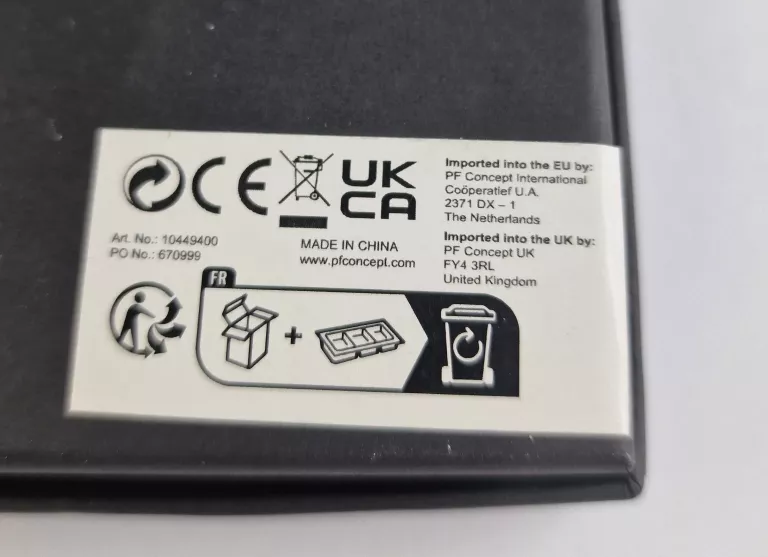 CE
UK
CA
Imported into the EU by:
PF Concept International
Coöperatief U.A.
2371 DX – 1
The Netherlands
Imported into the UK by:
PF Concept UK
FY4 3RL
United Kingdom
Art. No.: 10449400
PO No.: 670999
MADE IN CHINA
www.pfconcept.com
FR
+